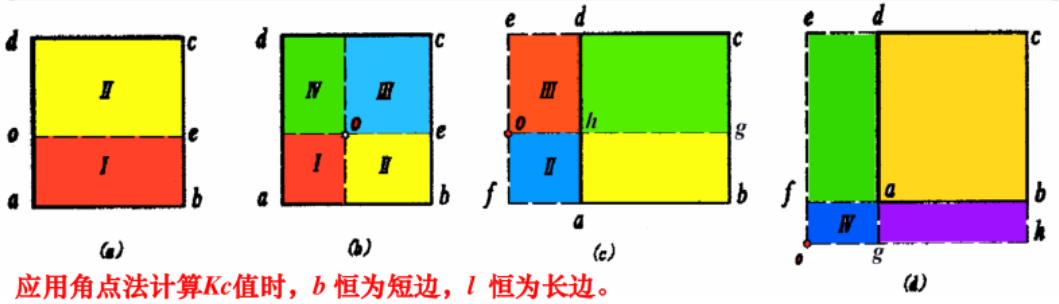 e d e d
d c d c c c
II IV III III
o e o e o h g
I I II II f a b
a b a b f b IV h
a o g
(a) (b) (c) (d)
应用角点法计算Kc值时，b 恒为短边，l 恒为长边。